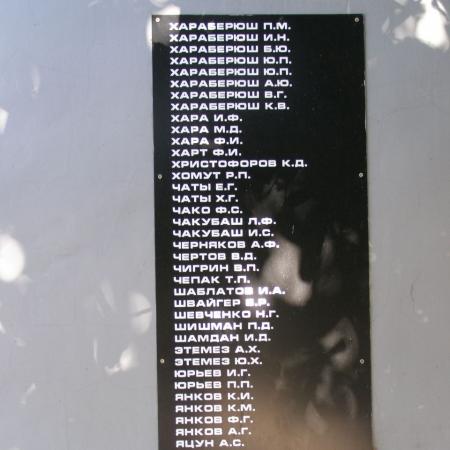 ХАРАБЕРЮШ П.М.
ХАРАБЕРЮШ И.Н.
ХАРАБЕРЮШ Б.Ю.
ХАРАБЕРЮШ Ю.П.
ХАРАБЕРЮШ Ю.П.
ХАРАБЕРЮШ А.Ю.
ХАРАБЕРЮШ В.Г.
ХАРАБЕРЮШ К.В.
ХАРА И.Ф.
ХАРА М.Д.
ХАРА Ф.И.
ХАРТ Ф.И.
ХРИСТОФОРОВ К.Д.
ХОМУТ Р.П.
ЧАТЫ Е.Г.
ЧАТЫ Х.Г.
ЧАКО Ф.С.
ЧАКУБАШ Л.Ф.
ЧАКУБАШ И.С.
ЧЕРНЯКОВ А.Ф.
ЧЕРТОВ В.Д.
ЧИГРИН В.П.
ЧЕПАК Т.П.
ШАБЛАТОВ И.А.
ШВАЙГЕР В.Р.
ШЕВЧЕНКО Н.Г.
ШИШМАН П.Д.
ШАМДАН И.Д.
ЭТЕМЕЗ А.Х.
ЭТЕМЕЗ Ю.Х.
ЮРЬЕВ И.Г.
ЮРЬЕВ П.П.
ЯНКОВ К.И.
ЯНКОВ К.М.
ЯНКОВ Ф.Г.
ЯНКОВ А.Г.
ЯЦУН А.С.